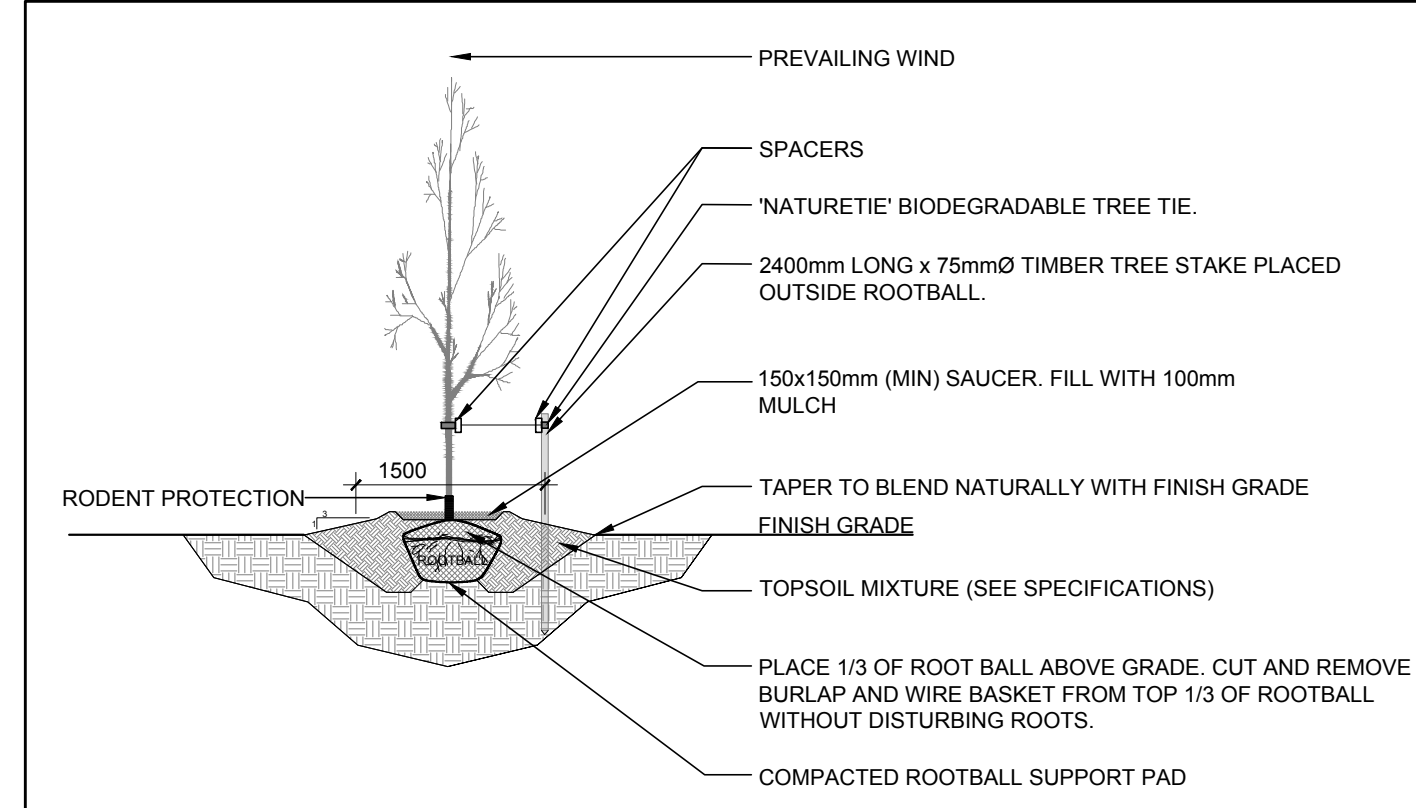 PREVAILING WIND
SPACERS
'NATURETIE' BIODEGRADABLE TREE TIE.
2400mm LONG x 75mmØ TIMBER TREE STAKE PLACED
OUTSIDE ROOTBALL.
150x150mm (MIN) SAUCER. FILL WITH 100mm
MULCH
1500
RODENT PROTECTION
3
1
TAPER TO BLEND NATURALLY WITH FINISH GRADE
FINISH GRADE
ROOTBALL
TOPSOIL MIXTURE (SEE SPECIFICATIONS)
PLACE 1/3 OF ROOT BALL ABOVE GRADE. CUT AND REMOVE
BURLAP AND WIRE BASKET FROM TOP 1/3 OF ROOTBALL
WITHOUT DISTURBING ROOTS.
COMPACTED ROOTBALL SUPPORT PAD